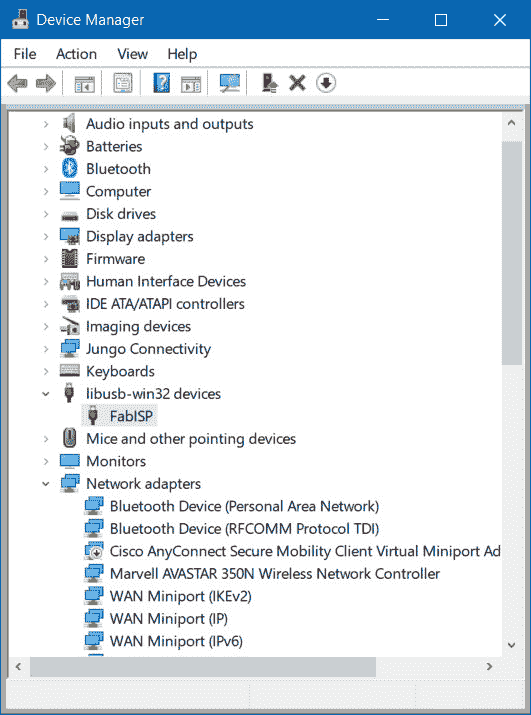 Device Manager
File Action View Help
Audio inputs and outputs
Batteries
Bluetooth
Computer
Disk drives
Display adapters
Firmware
Human Interface Devices
IDE ATA/ATAPI controllers
Imaging devices
Jungo Connectivity
Keyboards
libusb-win32 devices
FabISP
Mice and other pointing devices
Monitors
Network adapters
Bluetooth Device (Personal Area Network)
Bluetooth Device (RFCOMM Protocol TDI)
Cisco AnyConnect Secure Mobility Client Virtual Miniport Ad
Marvell AVASTAR 350N Wireless Network Controller
WAN Miniport (IKEv2)
WAN Miniport (IP)
WAN Miniport (IPv6)